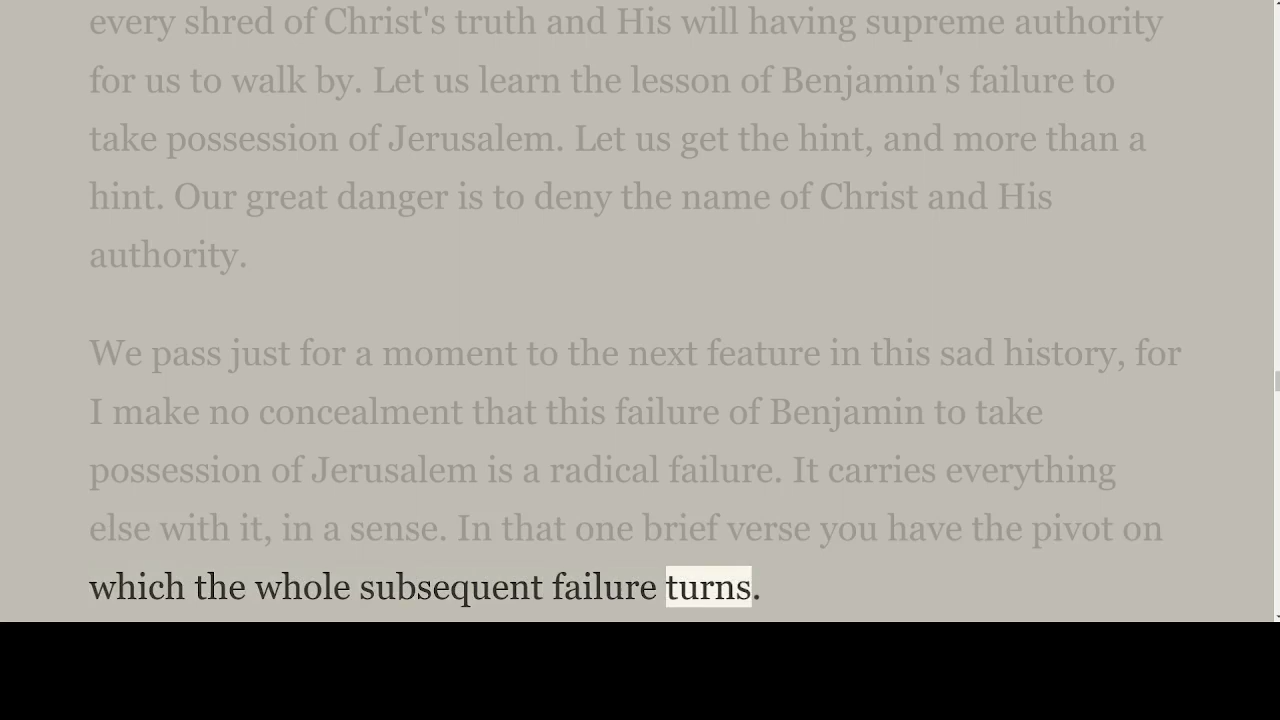 every shred of Christ's truth and His will having supreme authority
for us to walk by. Let us learn the lesson of Benjamin's failure to
take possession of Jerusalem. Let us get the hint, and more than a
hint. Our great danger is to deny the name of Christ and His
authority.
We pass just for a moment to the next feature in this sad history, for
I make no concealment that this failure of Benjamin to take
possession of Jerusalem is a radical failure. It carries everything
else with it, in a sense. In that one brief verse you have the pivot on
which the whole subsequent failure turns.